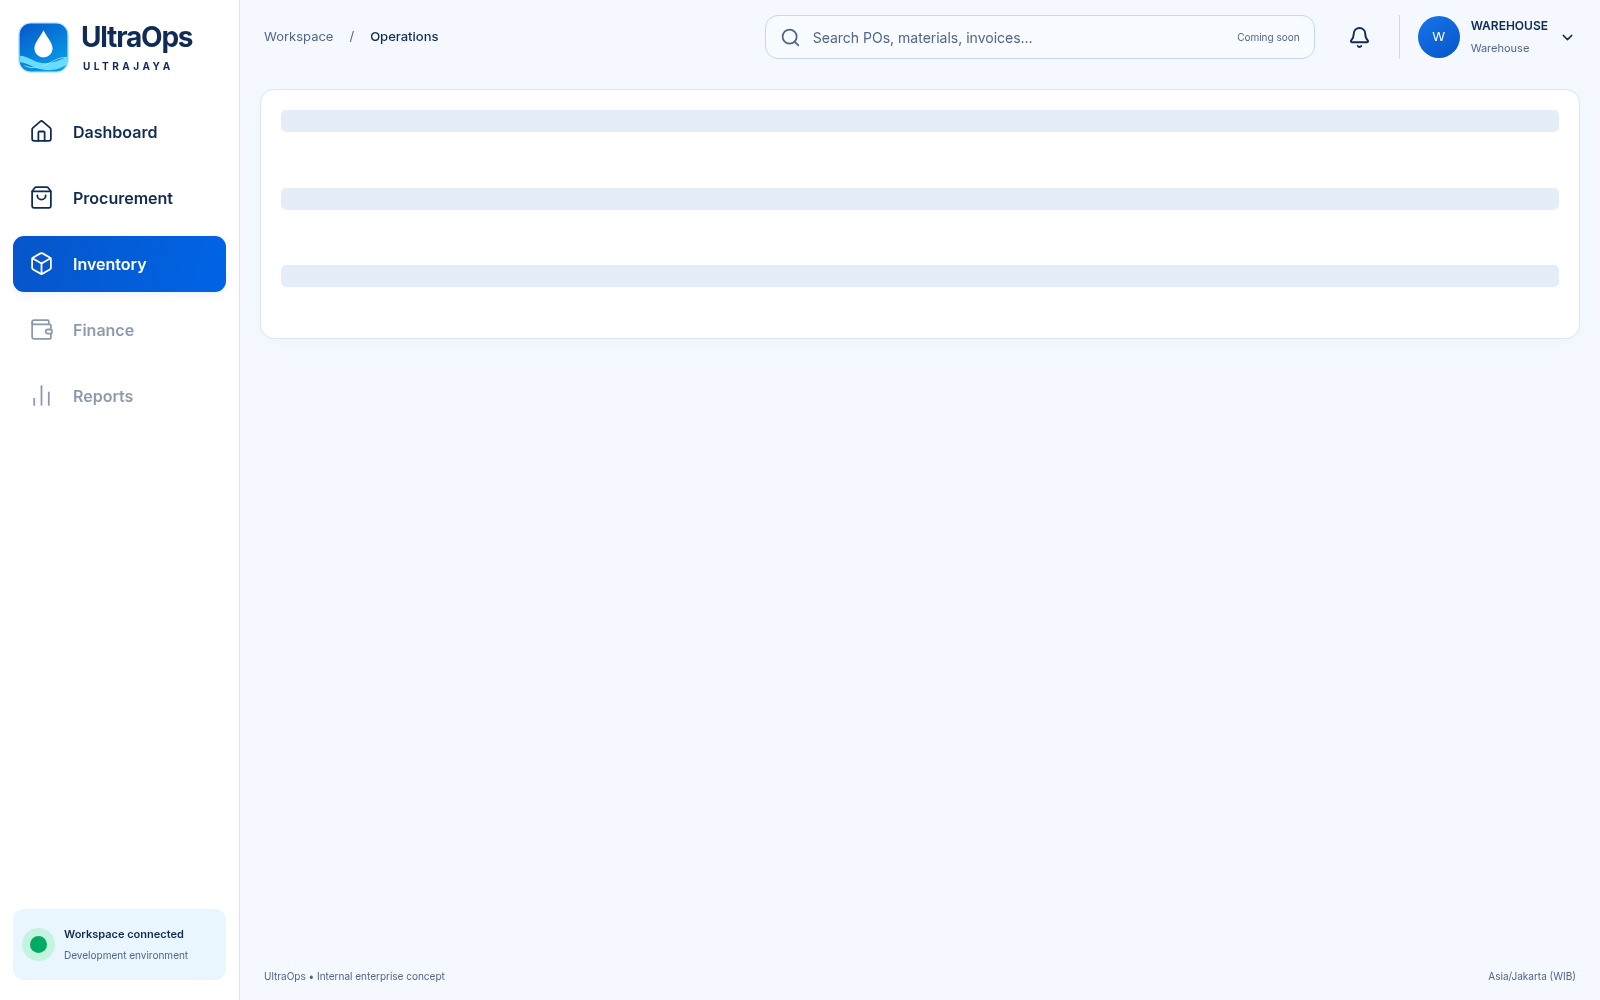 UltraOps
ULTRAJAYA
Workspace / Operations
Search POs, materials, invoices... Coming soon
W
WAREHOUSE
Warehouse
Dashboard
Procurement
Inventory
Finance
Reports
Workspace connected
Development environment
UltraOps • Internal enterprise concept
Asia/Jakarta (WIB)